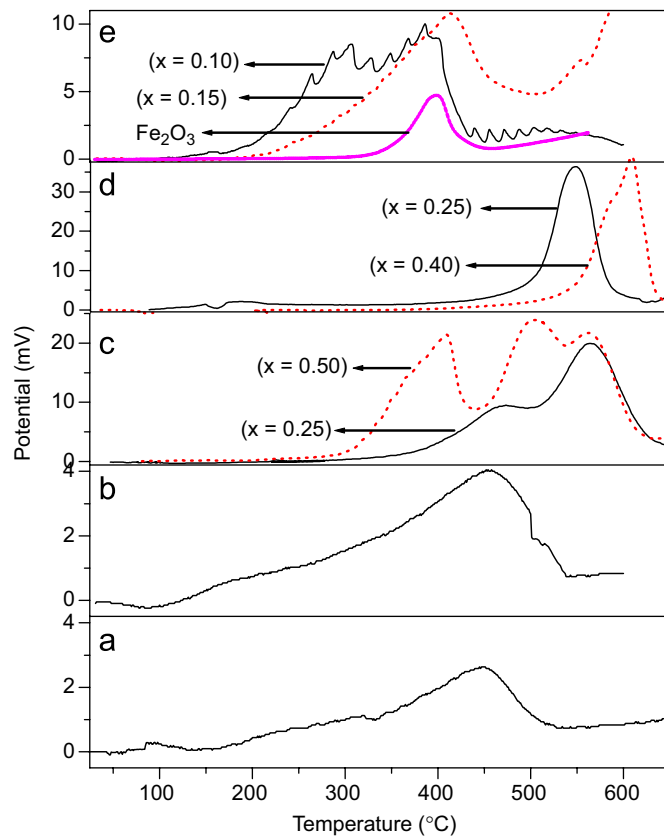 e
10
5
0
(x = 0.10)
(x = 0.15)
Fe2O3
d
30
20
10
0
(x = 0.25)
(x = 0.40)
c
20
10
0
(x = 0.50)
(x = 0.25)
b
4
2
0
a
4
2
0
Potential (mV)
100 200 300 400 500 600
Temperature (°C)